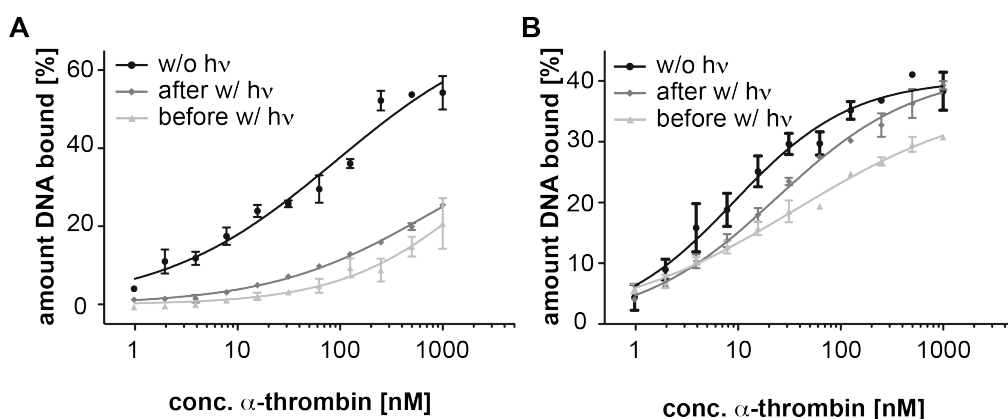 A
amount DNA bound [%]
60
40
20
0
w/o hν
after w/ hν
before w/ hν
1
10
100
1000
conc. α-thrombin [nM]
B
amount DNA bound [%]
40
30
20
10
0
w/o hν
after w/ hν
before w/ hν
1
10
100
1000
conc. α-thrombin [nM]